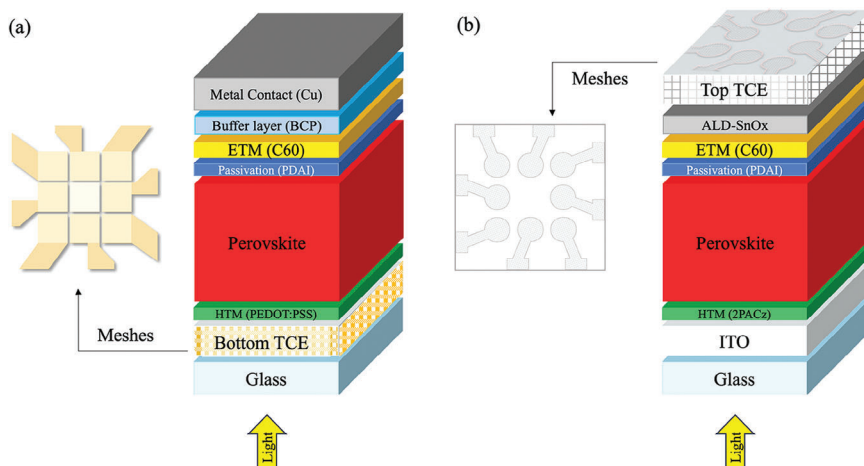 (a)
Metal Contact (Cu)
Buffer layer (BCP)
ETM (C60)
Passivation (PDAI)
Perovskite
HTM (PEDOT:PSS)
Meshes
Bottom TCE
Glass
Light
(b)
Meshes
Top TCE
ALD-SnOx
ETM (C60)
Passivation (PDAI)
Perovskite
HTM (2PACz)
ITO
Glass
Light